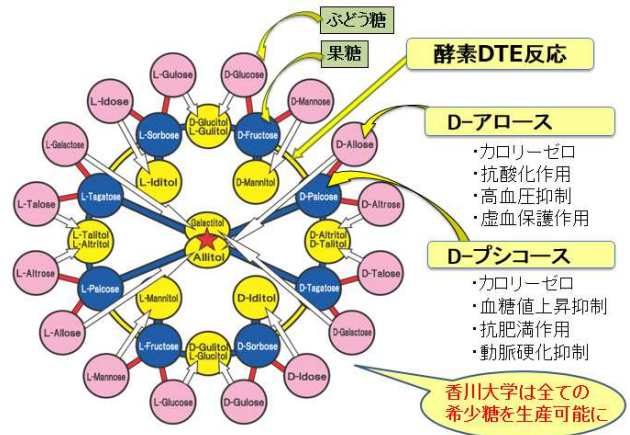 ぶどう糖
果糖
酵素DTE反応
L-Gulose
D-Glucose
L-Idose
D-Mannose
L-Sorbose
D-Glucitol
L-Gulitol
D-Fructose
L-Galactose
D-Allose
L-Iditol
D-Mannitol
L-Tagatose
D-Psicose
L-Talose
D-Altrose
Galactitol
Allitol
L-Talitol
L-Altritol
D-Altritol
D-Talitol
L-Altrose
D-Talose
L-Psicose
D-Tagatose
L-Mannitol
D-Iditol
L-Allose
D-Galactose
L-Fructose
D-Gulitol
L-Glucitol
D-Sorbose
L-Mannose
D-Idose
L-Glucose
D-Gulose
D-アロース
・カロリーゼロ
・抗酸化作用
・高血圧抑制
・虚血保護作用
D-プシコース
・カロリーゼロ
・血糖値上昇抑制
・抗肥満作用
・動脈硬化抑制
香川大学は全ての
希少糖を生産可能に